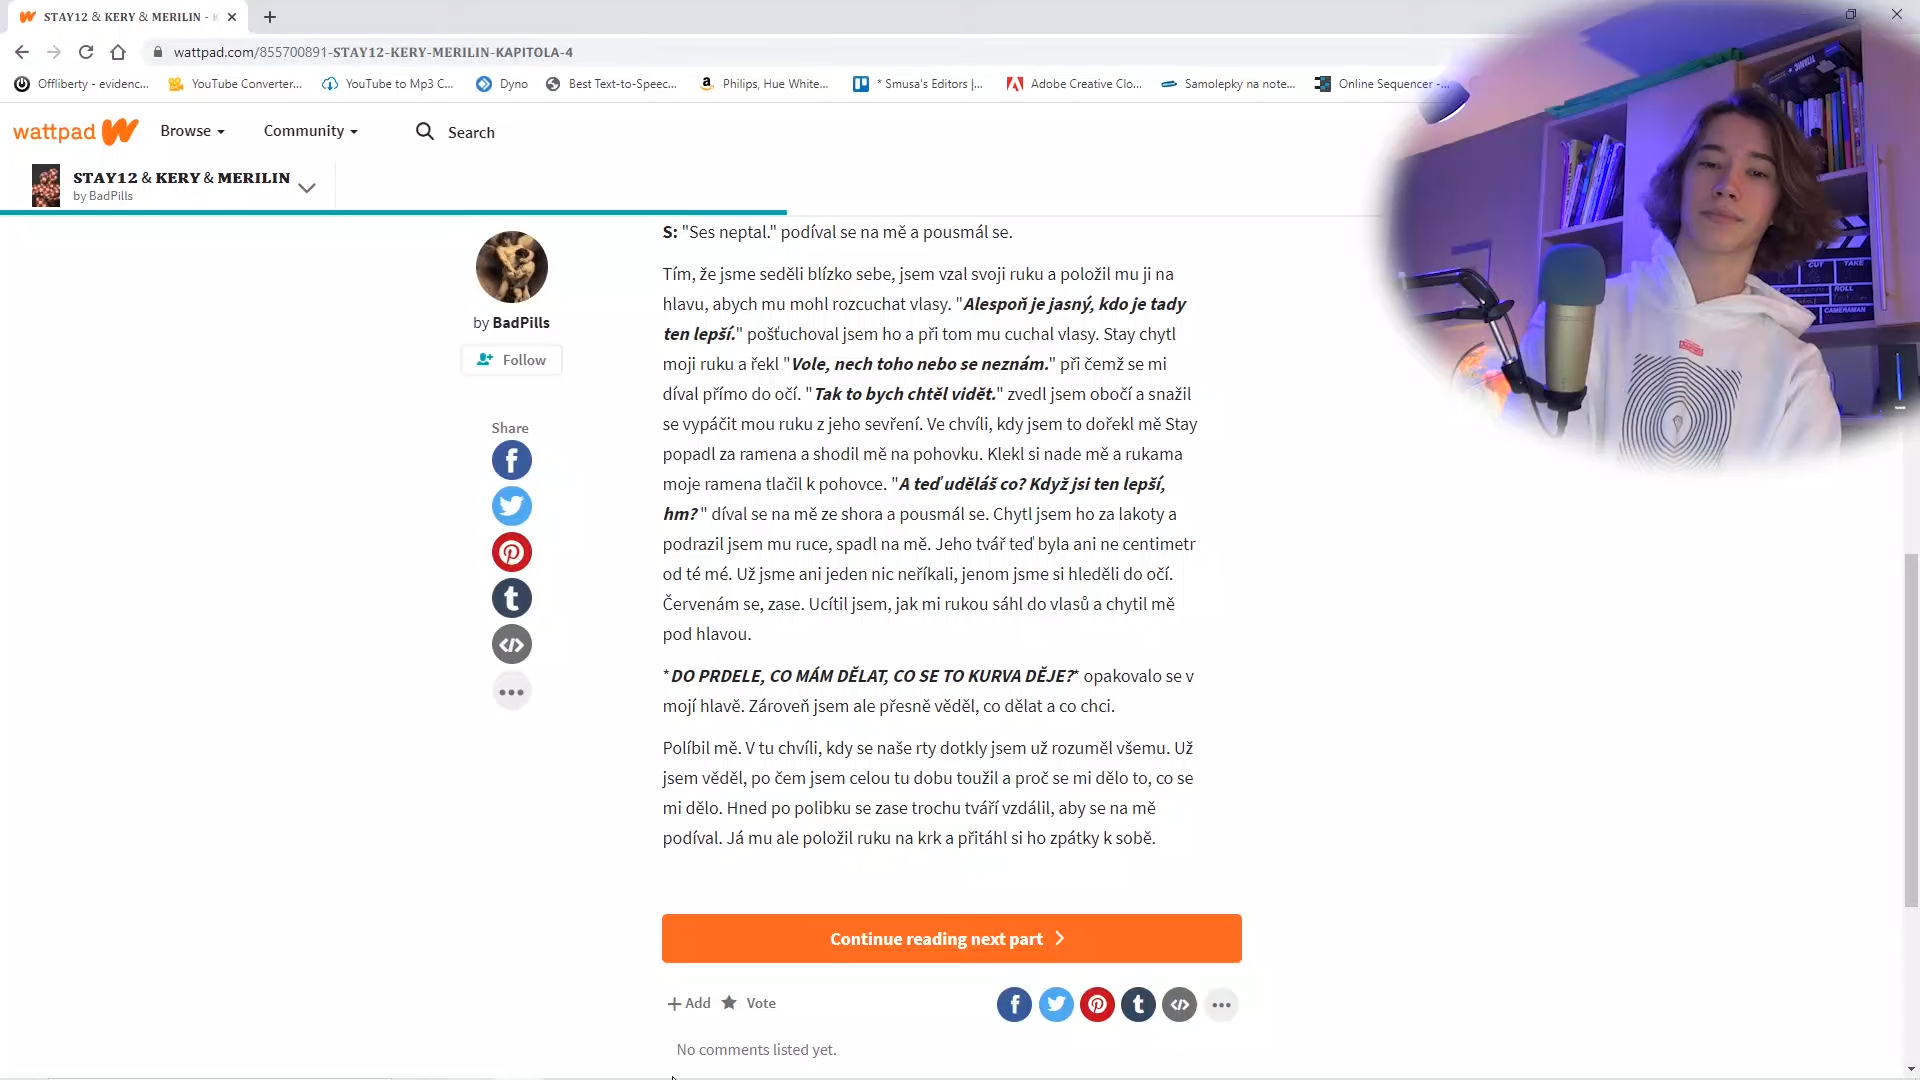 STAY12 & KERY & MERILIN -
wattpad.com/855700891-STAY12-KERY-MERILIN-KAPITOLA-4
Offliberty - evidenc... YouTube Converter... YouTube to Mp3 C... Dyno Best Text-to-Speec... Philips, Hue White... * Smusa's Editors |... Adobe Creative Clo... Samolepky na note... Online Sequencer -...
wattpad Browse Community Search
STAY12 & KERY & MERILIN
by BadPills
S: "Ses neptal." podíval se na mě a pousmál se.
Tím, že jsme seděli blízko sebe, jsem vzal svoji ruku a položil mu ji na
hlavu, abych mu mohl rozcuchat vlasy. "Alespoň je jasný, kdo je tady
ten lepší." pošťuchoval jsem ho a při tom mu cuchal vlasy. Stay chytl
moji ruku a řekl "Vole, nech toho nebo se neznám." při čemž se mi
díval přímo do očí. "Tak to bych chtěl vidět." zvedl jsem obočí a snažil
se vypáčit mou ruku z jeho sevření. Ve chvíli, kdy jsem to dořekl mě Stay
popadl za ramena a shodil mě na pohovku. Klekl si nade mě a rukama
moje ramena tlačil k pohovce. "A teď uděláš co? Když jsi ten lepší,
hm? " díval se na mě ze shora a pousmál se. Chytl jsem ho za lakoty a
podrazil jsem mu ruce, spadl na mě. Jeho tvář teď byla ani ne centimetr
od té mé. Už jsme ani jeden nic neříkali, jenom jsme si hleděli do očí.
Červenám se, zase. Ucítil jsem, jak mi rukou sáhl do vlasů a chytil mě
pod hlavou.
*DO PRDELE, CO MÁM DĚLAT, CO SE TO KURVA DĚJE?* opakovalo se v
mojí hlavě. Zároveň jsem ale přesně věděl, co dělat a co chci.
Políbil mě. V tu chvíli, kdy se naše rty dotkly jsem už rozuměl všemu. Už
jsem věděl, po čem jsem celou tu dobu toužil a proč se mi dělo to, co se
mi dělo. Hned po polibku se zase trochu tváří vzdálil, aby se na mě
podíval. Já mu ale položil ruku na krk a přitáhl si ho zpátky k sobě.
by BadPills
Follow
Share
Continue reading next part
Add Vote
No comments listed yet.
CUT TAKE
ROLL
CAMERAMAN